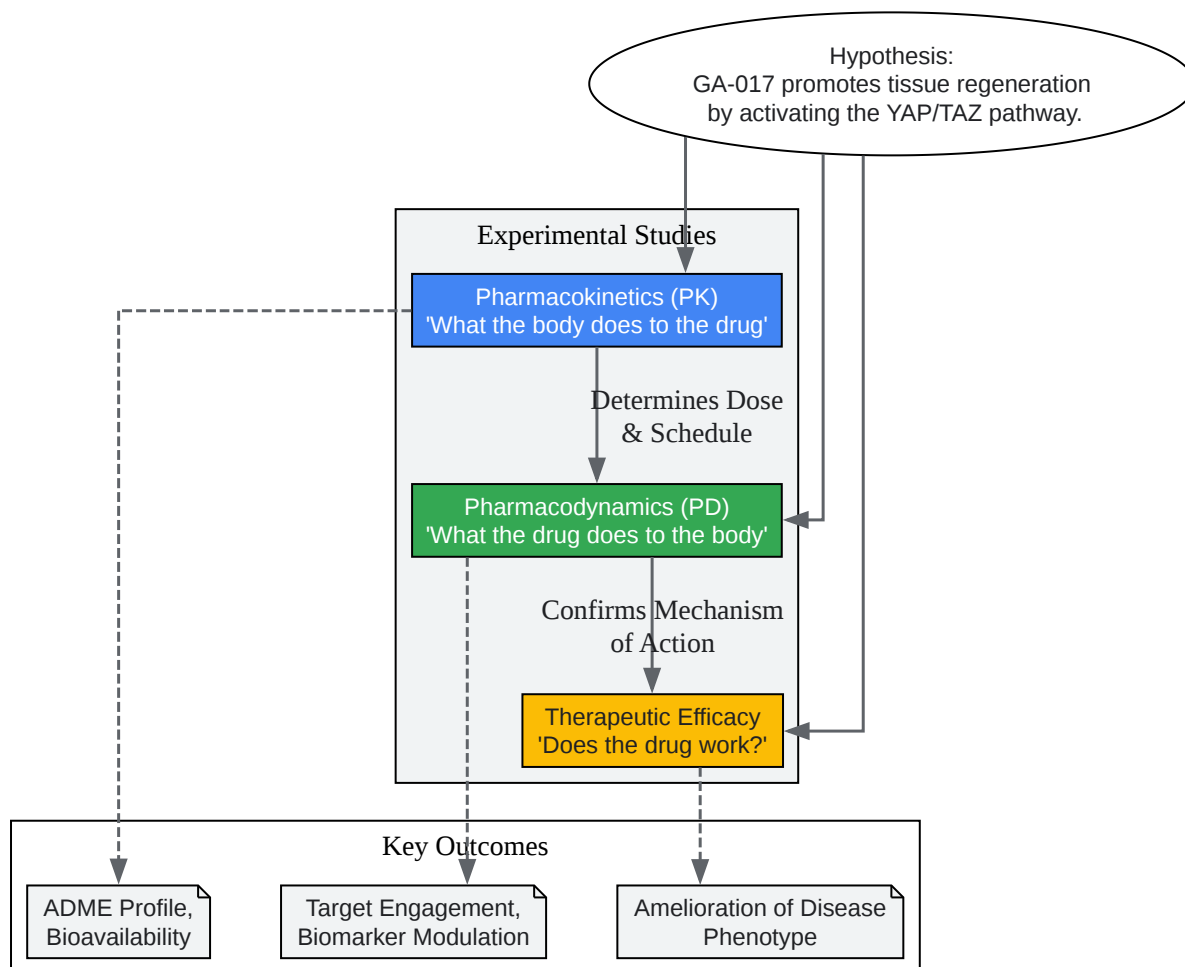 Hypothesis:
GA-017 promotes tissue regeneration
by activating the YAP/TAZ pathway.
Experimental Studies
Pharmacokinetics (PK)
'What the body does to the drug'
Determines Dose
& Schedule
Pharmacodynamics (PD)
'What the drug does to the body'
Confirms Mechanism
of Action
Therapeutic Efficacy
'Does the drug work?'
Key Outcomes
ADME Profile,
Bioavailability
Target Engagement,
Biomarker Modulation
Amelioration of Disease
Phenotype